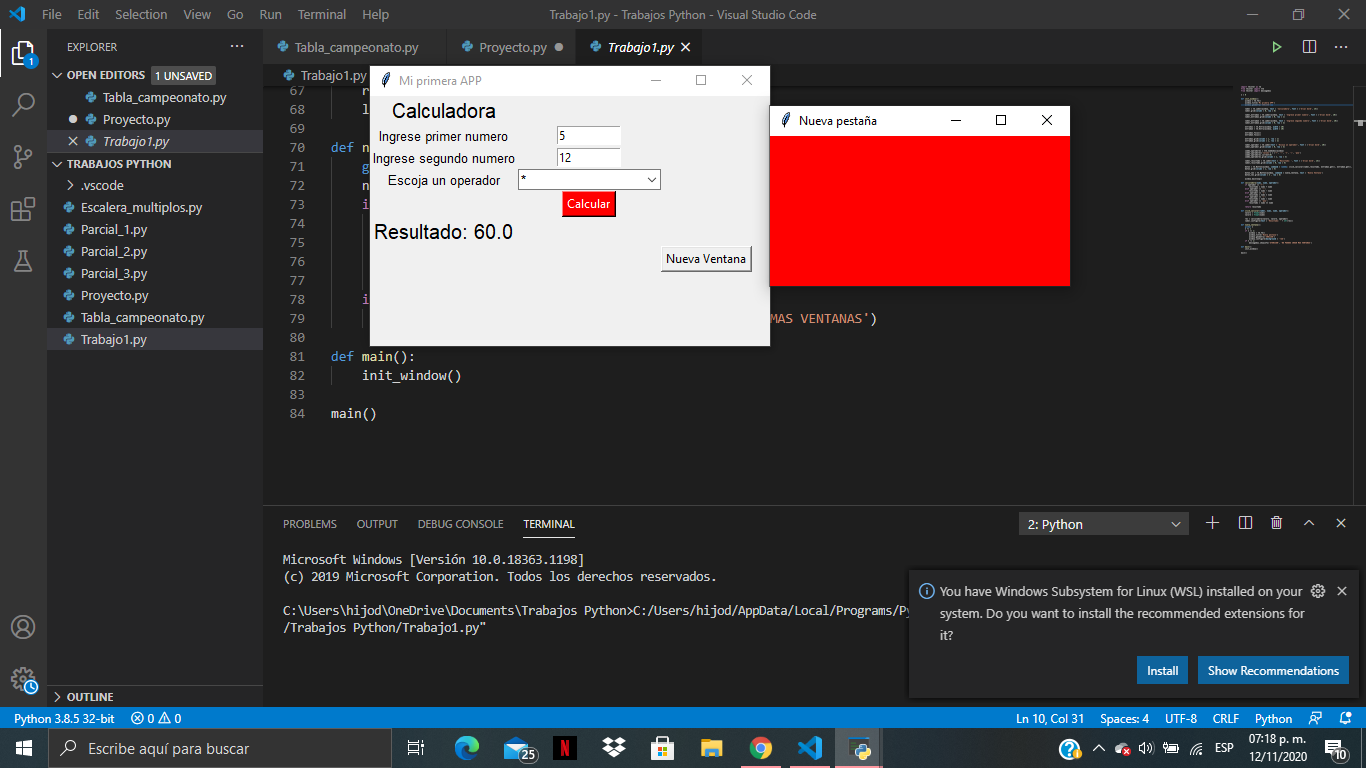 File Edit Selection View Go Run Terminal Help
Trabajo1.py - Trabajos Python - Visual Studio Code
EXPLORER
OPEN EDITORS 1 UNSAVED
Tabla_campeonato.py
Proyecto.py
Trabajo1.py
TRABAJOS PYTHON
.vscode
Escalera_multiplos.py
Parcial_1.py
Parcial_2.py
Parcial_3.py
Proyecto.py
Tabla_campeonato.py
Trabajo1.py
OUTLINE
1
Tabla_campeonato.py Proyecto.py Trabajo1.py
Trabajo1.py
67 r
68 l
69
70 def n
71 g
72 n
73 i
74
75
76
77
78 i
79 MAS VENTANAS')
80
81 def main():
82 init_window()
83
84 main()
Mi primera APP
Calculadora
Ingrese primer numero 5
Ingrese segundo numero 12
Escoja un operador *
Calcular
Resultado: 60.0
Nueva Ventana
Nueva pestaña
PROBLEMS OUTPUT DEBUG CONSOLE TERMINAL
2: Python
Microsoft Windows [Versión 10.0.18363.1198]
(c) 2019 Microsoft Corporation. Todos los derechos reservados.
C:\Users\hijod\OneDrive\Documents\Trabajos Python>C:/Users/hijod/AppData/Local/Programs/Py
/Trabajos Python/Trabajo1.py"
You have Windows Subsystem for Linux (WSL) installed on your
system. Do you want to install the recommended extensions for
it?
Install Show Recommendations
Python 3.8.5 32-bit 0 0
Ln 10, Col 31 Spaces: 4 UTF-8 CRLF Python
Escribe aquí para buscar
25
N
ESP
07:18 p. m.
12/11/2020
10